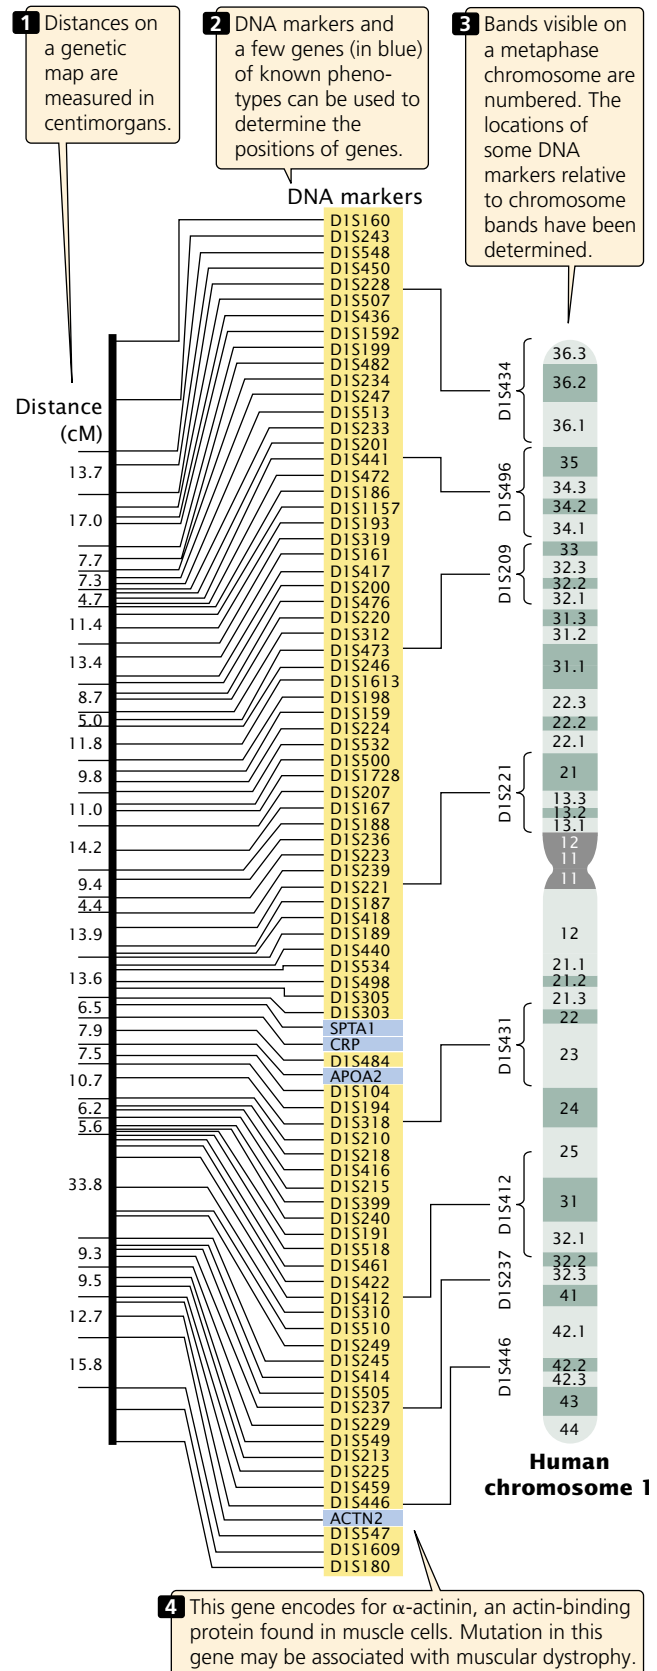 1 Distances on
a genetic
map are
measured in
centimorgans.
2 DNA markers and
a few genes (in blue)
of known pheno-
types can be used to
determine the
positions of genes.
3 Bands visible on
a metaphase
chromosome are
numbered. The
locations of
some DNA
markers relative
to chromosome
bands have been
determined.
Distance
(cM)
13.7
17.0
7.7
7.3
4.7
11.4
13.4
8.7
5.0
11.8
9.8
11.0
14.2
9.4
4.4
13.9
13.6
6.5
7.9
7.5
10.7
6.2
5.6
33.8
9.3
9.5
12.7
15.8
DNA markers
D1S160
D1S243
D1S548
D1S450
D1S228
D1S507
D1S436
D1S1592
D1S199
D1S482
D1S234
D1S247
D1S513
D1S233
D1S201
D1S441
D1S472
D1S186
D1S1157
D1S193
D1S319
D1S161
D1S417
D1S200
D1S476
D1S220
D1S312
D1S473
D1S246
D1S1613
D1S198
D1S159
D1S224
D1S532
D1S500
D1S1728
D1S207
D1S167
D1S188
D1S236
D1S223
D1S239
D1S221
D1S187
D1S418
D1S189
D1S440
D1S534
D1S498
D1S305
D1S303
SPTA1
CRP
D1S484
APOA2
D1S104
D1S194
D1S318
D1S210
D1S218
D1S416
D1S215
D1S399
D1S240
D1S191
D1S518
D1S461
D1S422
D1S412
D1S310
D1S510
D1S249
D1S245
D1S414
D1S505
D1S237
D1S229
D1S549
D1S213
D1S225
D1S459
D1S446
ACTN2
D1S547
D1S1609
D1S180
D1S434
D1S496
D1S209
D1S221
D1S431
D1S412
D1S237
D1S446
36.3
36.2
36.1
35
34.3
34.2
34.1
33
32.3
32.2
32.1
31.3
31.2
31.1
22.3
22.2
22.1
21
13.3
13.2
13.1
12
11
11
12
21.1
21.2
21.3
22
23
24
25
31
32.1
32.2
32.3
41
42.1
42.2
42.3
43
44
Human
chromosome 1
4 This gene encodes for α-actinin, an actin-binding
protein found in muscle cells. Mutation in this
gene may be associated with muscular dystrophy.